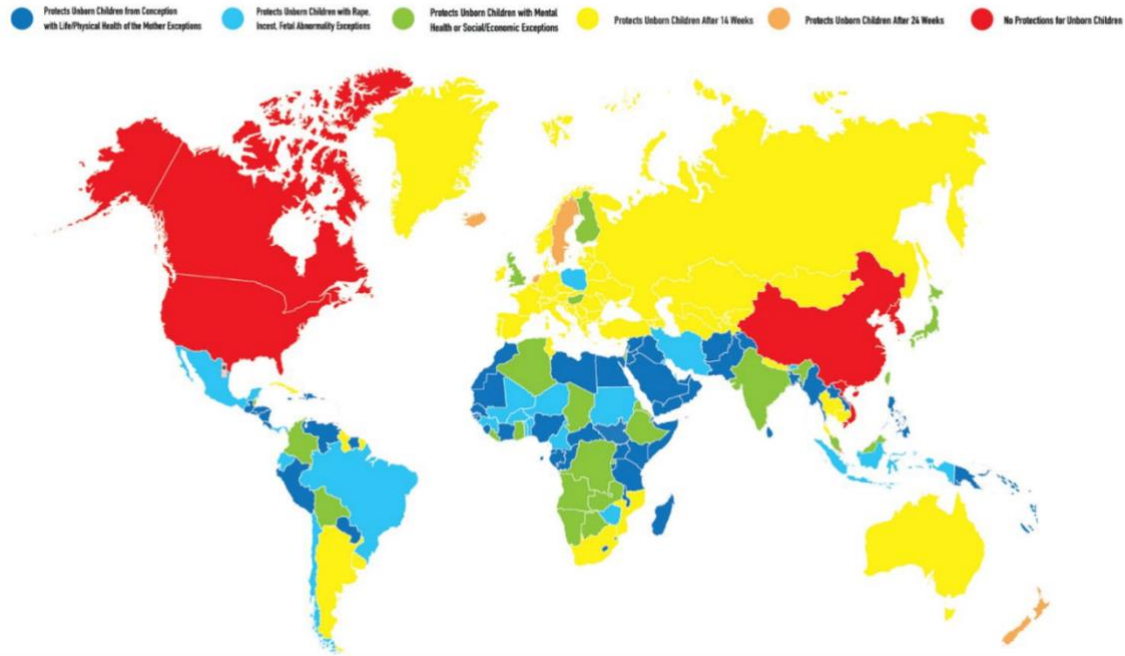 Protects Unborn Children from Conception
with Life/Physical Health of the Mother Exceptions
Protects Unborn Children with Rape,
Incest, Fetal Abnormality Exceptions
Protects Unborn Children with Mental
Health or Social/Economic Exceptions
Protects Unborn Children After 14 Weeks
Protects Unborn Children After 24 Weeks
No Protections for Unborn Children